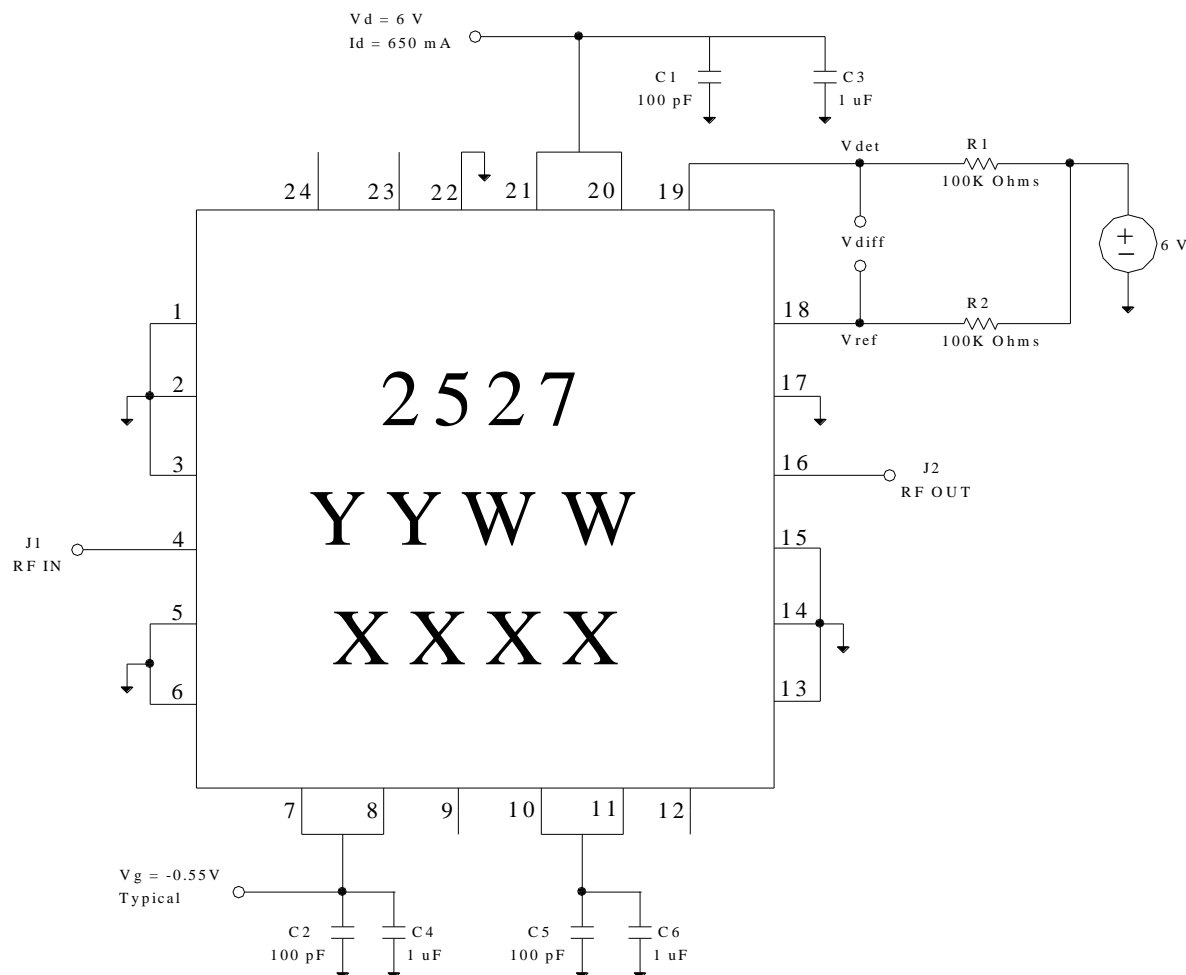 Vd = 6 V
Id = 650 mA
C1
100 pF
C3
1 uF
Vdet
R1
100K Ohms
24
23
22
21
20
19
Vdiff
+
−
6 V
1
18
R2
100K Ohms
Vref
2
2527
17
3
16
J2
RF OUT
YYWW
J1
RF IN
4
15
5
XXXX
14
6
13
7
8
9
10
11
12
Vg = -0.55V
Typical
C2
100 pF
C4
1 uF
C5
100 pF
C6
1 uF